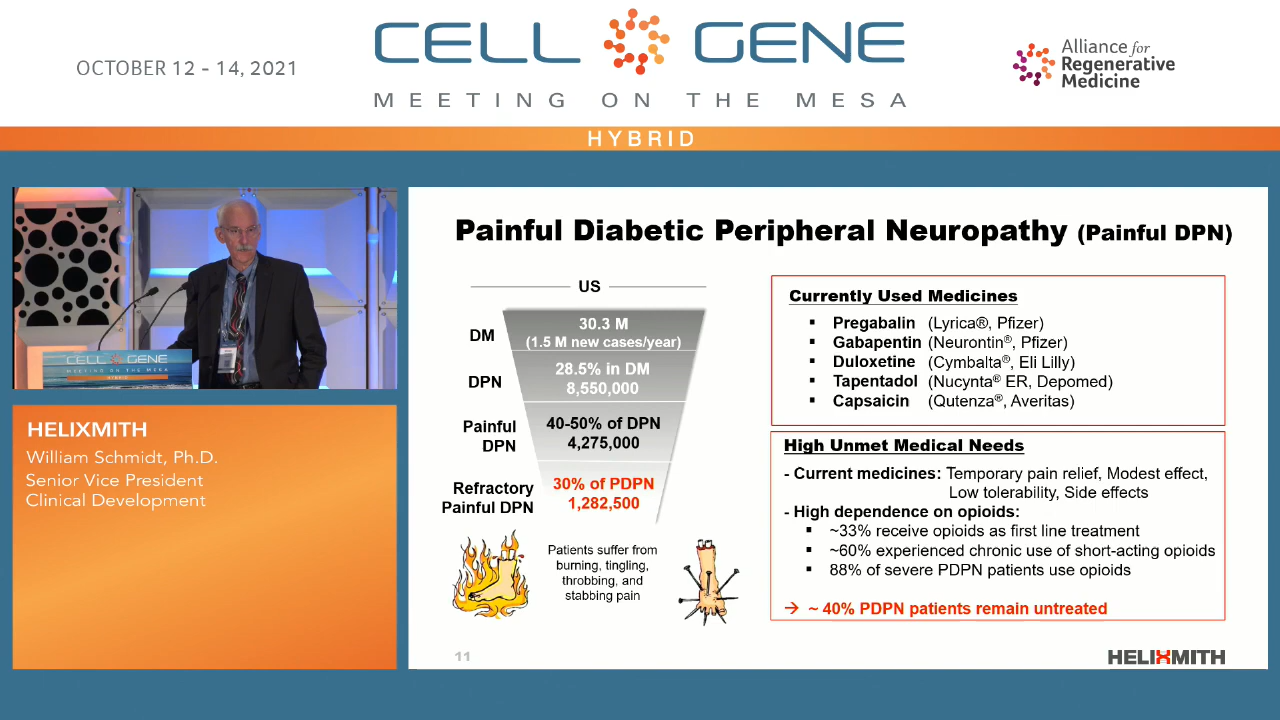 OCTOBER 12 - 14, 2021
CELL GENE
MEETING ON THE MESA
Alliance for
Regenerative
Medicine
HYBRID
CELL GENE
MEETING ON THE MESA
HYBRID
HELIXMITH
William Schmidt, Ph.D.
Senior Vice President
Clinical Development
Painful Diabetic Peripheral Neuropathy (Painful DPN)
US
DM
30.3 M
(1.5 M new cases/year)
DPN
28.5% in DM
8,550,000
Painful
DPN
40-50% of DPN
4,275,000
Refractory
Painful DPN
30% of PDPN
1,282,500
Patients suffer from
burning, tingling,
throbbing, and
stabbing pain
Currently Used Medicines
▪ Pregabalin (Lyrica®, Pfizer)
▪ Gabapentin (Neurontin®, Pfizer)
▪ Duloxetine (Cymbalta®, Eli Lilly)
▪ Tapentadol (Nucynta® ER, Depomed)
▪ Capsaicin (Qutenza®, Averitas)
High Unmet Medical Needs
- Current medicines: Temporary pain relief, Modest effect,
Low tolerability, Side effects
- High dependence on opioids:
▪ ~33% receive opioids as first line treatment
▪ ~60% experienced chronic use of short-acting opioids
▪ 88% of severe PDPN patients use opioids
→ ~ 40% PDPN patients remain untreated
11
HELIXMITH